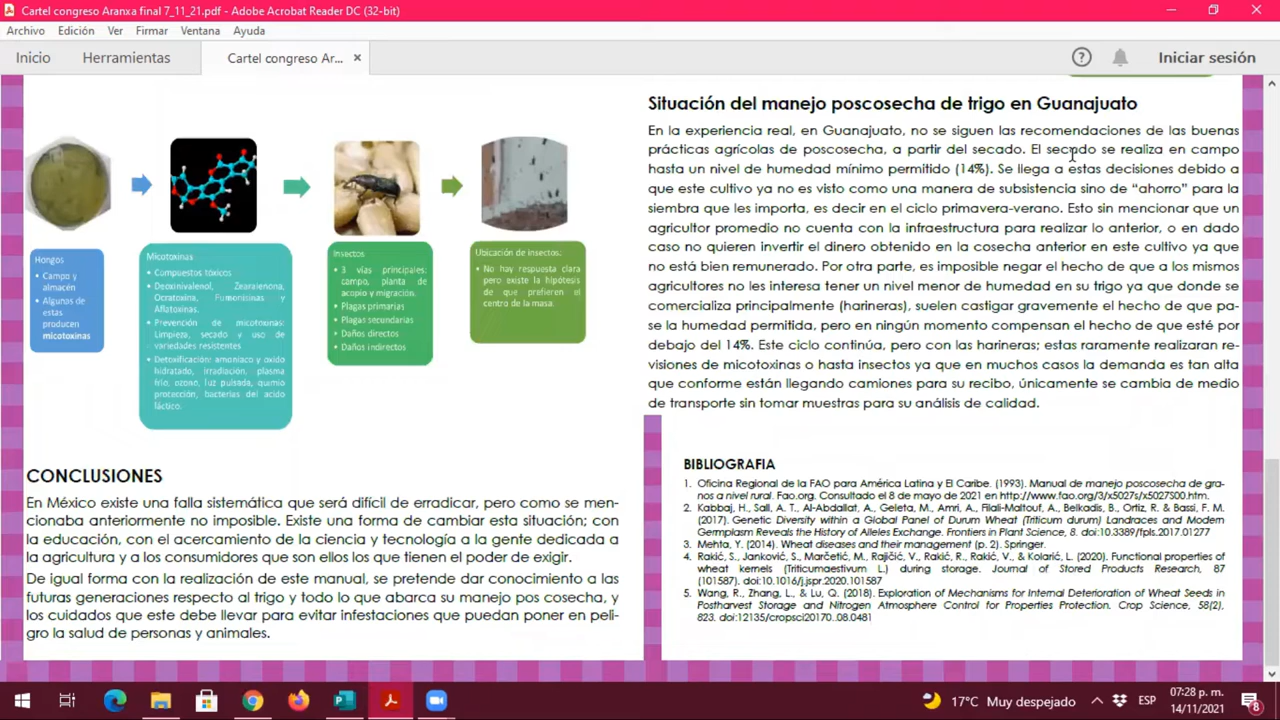 Cartel congreso Aranxa final 7_11_21.pdf - Adobe Acrobat Reader DC (32-bit)
Archivo Edición Ver Firmar Ventana Ayuda
Inicio Herramientas Cartel congreso Ar... × Iniciar sesión
Hongos
• Campo y
almacén
• Algunas de
estas
producen
micotoxinas
Micotoxinas
• Compuestos tóxicos
• Deoxinivalenol, Zearalenona,
Ocratoxina, Fumonisinas y
Aflatoxinas.
• Prevención de micotoxinas:
Limpieza, secado y uso de
variedades resistentes
• Detoxificación: amoniaco y oxido
hidratado, irradiación, plasma
frio, ozono, luz pulsada, quimio
protección, bacterias del acido
láctico.
Insectos
• 3 vías principales:
campo, planta de
acopio y migración.
• Plagas primarias
• Plagas secundarias
• Daños directos
• Daños indirectos
Ubicación de insectos:
• No hay respuesta clara
pero existe la hipótesis
de que prefieren el
centro de la masa.
CONCLUSIONES
En México existe una falla sistemática que será difícil de erradicar, pero como se men-
cionaba anteriormente no imposible. Existe una forma de cambiar esta situación; con
la educación, con el acercamiento de la ciencia y tecnología a la gente dedicada a
la agricultura y a los consumidores que son ellos los que tienen el poder de exigir.
De igual forma con la realización de este manual, se pretende dar conocimiento a las
futuras generaciones respecto al trigo y todo lo que abarca su manejo pos cosecha, y
los cuidados que este debe llevar para evitar infestaciones que puedan poner en peli-
gro la salud de personas y animales.
Situación del manejo poscosecha de trigo en Guanajuato
En la experiencia real, en Guanajuato, no se siguen las recomendaciones de las buenas
prácticas agrícolas de poscosecha, a partir del secado. El secado se realiza en campo
hasta un nivel de humedad mínimo permitido (14%). Se llega a estas decisiones debido a
que este cultivo ya no es visto como una manera de subsistencia sino de “ahorro” para la
siembra que les importa, es decir en el ciclo primavera-verano. Esto sin mencionar que un
agricultor promedio no cuenta con la infraestructura para realizar lo anterior, o en dado
caso no quieren invertir el dinero obtenido en la cosecha anterior en este cultivo ya que
no está bien remunerado. Por otra parte, es imposible negar el hecho de que a los mismos
agricultores no les interesa tener un nivel menor de humedad en su trigo ya que donde se
comercializa principalmente (harineras), suelen castigar gravemente el hecho de que pa-
se la humedad permitida, pero en ningún momento compensan el hecho de que esté por
debajo del 14%. Este ciclo continúa, pero con las harineras; estas raramente realizaran re-
visiones de micotoxinas o hasta insectos ya que en muchos casos la demanda es tan alta
que conforme están llegando camiones para su recibo, únicamente se cambia de medio
de transporte sin tomar muestras para su análisis de calidad.
BIBLIOGRAFIA
1. Oficina Regional de la FAO para América Latina y El Caribe. (1993). Manual de manejo poscosecha de gra-
nos a nivel rural. Fao.org. Consultado el 8 de mayo de 2021 en http://www.fao.org/3/x5027s/x5027S00.htm.
2. Kabbaj, H., Sall, A. T., Al-Abdallat, A., Geleta, M., Amri, A., Filali-Maltouf, A., Belkadis, B., Ortiz, R. & Bassi, F. M.
(2017). Genetic Diversity within a Global Panel of Durum Wheat (Triticum durum) Landraces and Modern
Germplasm Reveals the History of Alleles Exchange. Frontiers in Plant Science, 8. doi:10.3389/fpls.2017.01277
3. Mehta, Y. (2014). Wheat diseases and their management (p. 2). Springer.
4. Rakić, S., Janković, S., Marčetić, M., Rajičić, V., Rakić, R., Rakić, V., & Kolarić, L. (2020). Functional properties of
wheat kernels (Triticumaestivum L.) during storage. Journal of Stored Products Research, 87
(101587). doi:10.1016/j.jspr.2020.101587
5. Wang, R., Zhang, L., & Lu, Q. (2018). Exploration of Mechanisms for Internal Deterioration of Wheat Seeds in
Postharvest Storage and Nitrogen Atmosphere Control for Properties Protection. Crop Science, 58(2),
823. doi:12135/cropsci20170..08.0481
17°C Muy despejado ESP 07:28 p. m.
14/11/2021
8